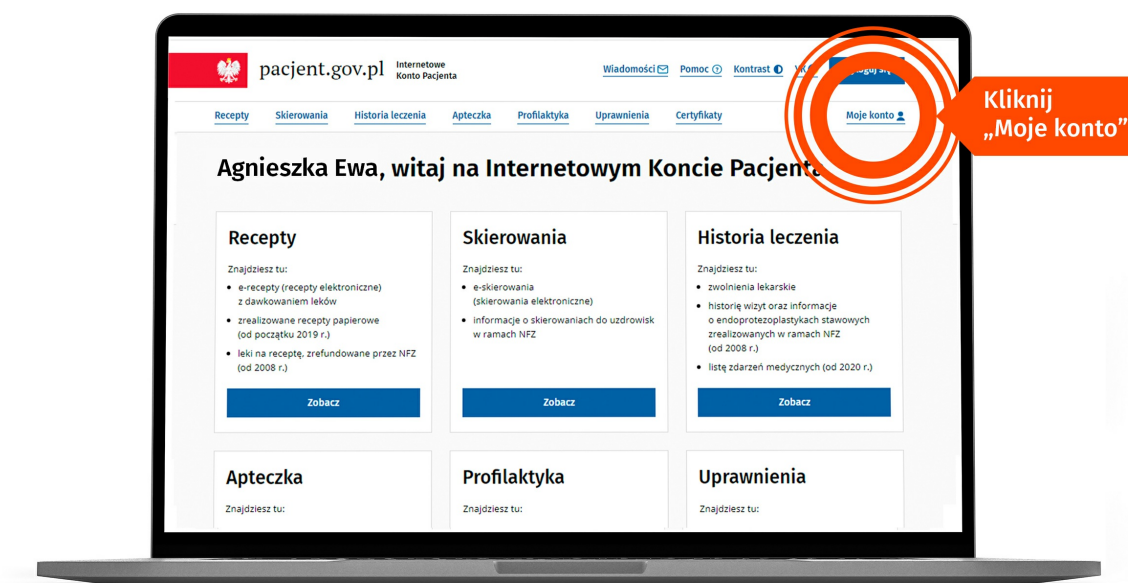 pacjent.gov.pl
Internetowe
Konto Pacjenta
Wiadomości
Pomoc
Kontrast
Recepty
Skierowania
Historia leczenia
Apteczka
Profilaktyka
Uprawnienia
Certyfikaty
Moje konto
Kliknij
„Moje konto”
Agnieszka Ewa, witaj na Internetowym Koncie Pacjenta
Recepty
Znajdziesz tu:
• e-recepty (recepty elektroniczne)
z dawkowaniem leków
• zrealizowane recepty papierowe
(od początku 2019 r.)
• leki na receptę, zrefundowane przez NFZ
(od 2008 r.)
Zobacz
Skierowania
Znajdziesz tu:
• e-skierowania
(skierowania elektroniczne)
• informacje o skierowaniach do uzdrowisk
w ramach NFZ
Zobacz
Historia leczenia
Znajdziesz tu:
• zwolnienia lekarskie
• historię wizyt oraz informacje
o endoprotezoplastykach stawowych
zrealizowanych w ramach NFZ
(od 2008 r.)
• listę zdarzeń medycznych (od 2020 r.)
Zobacz
Apteczka
Znajdziesz tu:
Profilaktyka
Znajdziesz tu:
Uprawnienia
Znajdziesz tu: